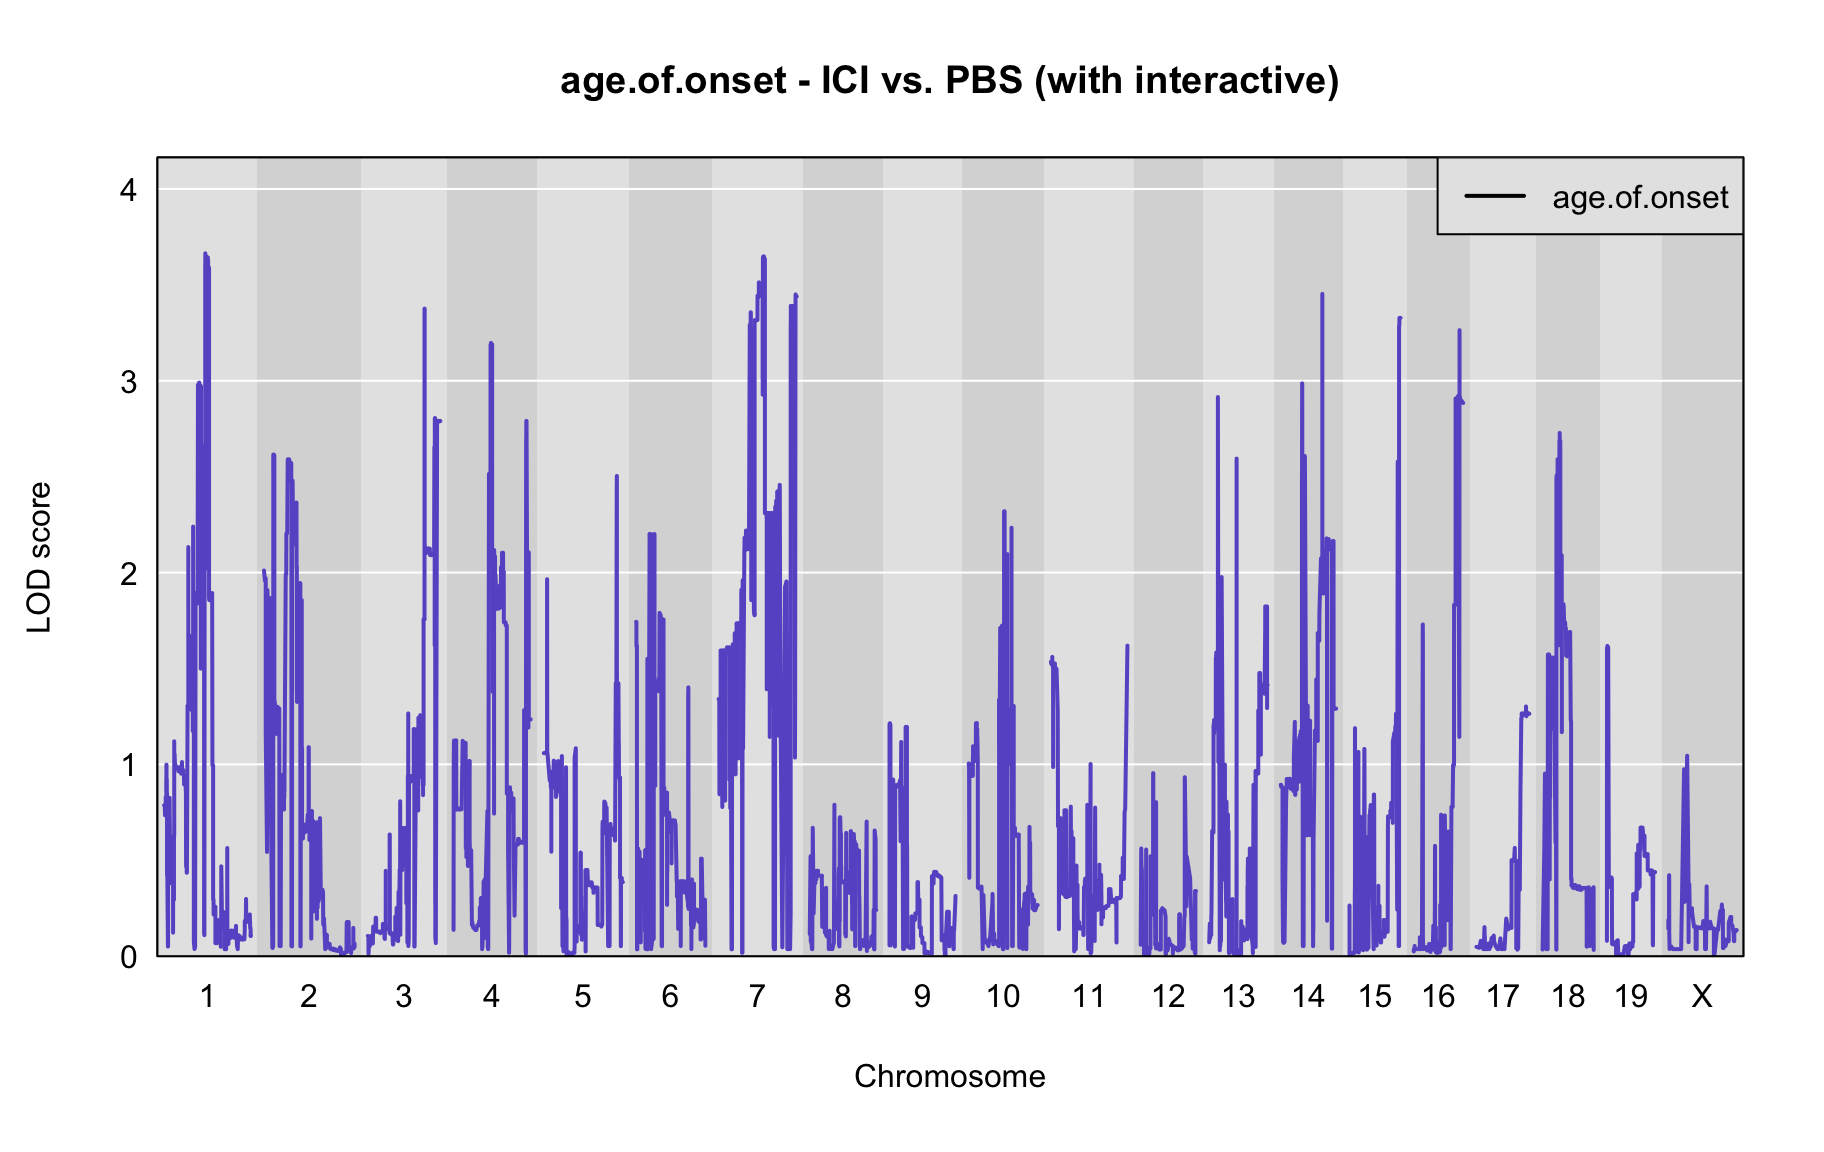 age.of.onset - ICI vs. PBS (with interactive)
age.of.onset
LOD score
4
3
2
1
0
1 2 3 4 5 6 7 8 9 10 11 12 13 14 15 16 17 18 19 X
Chromosome